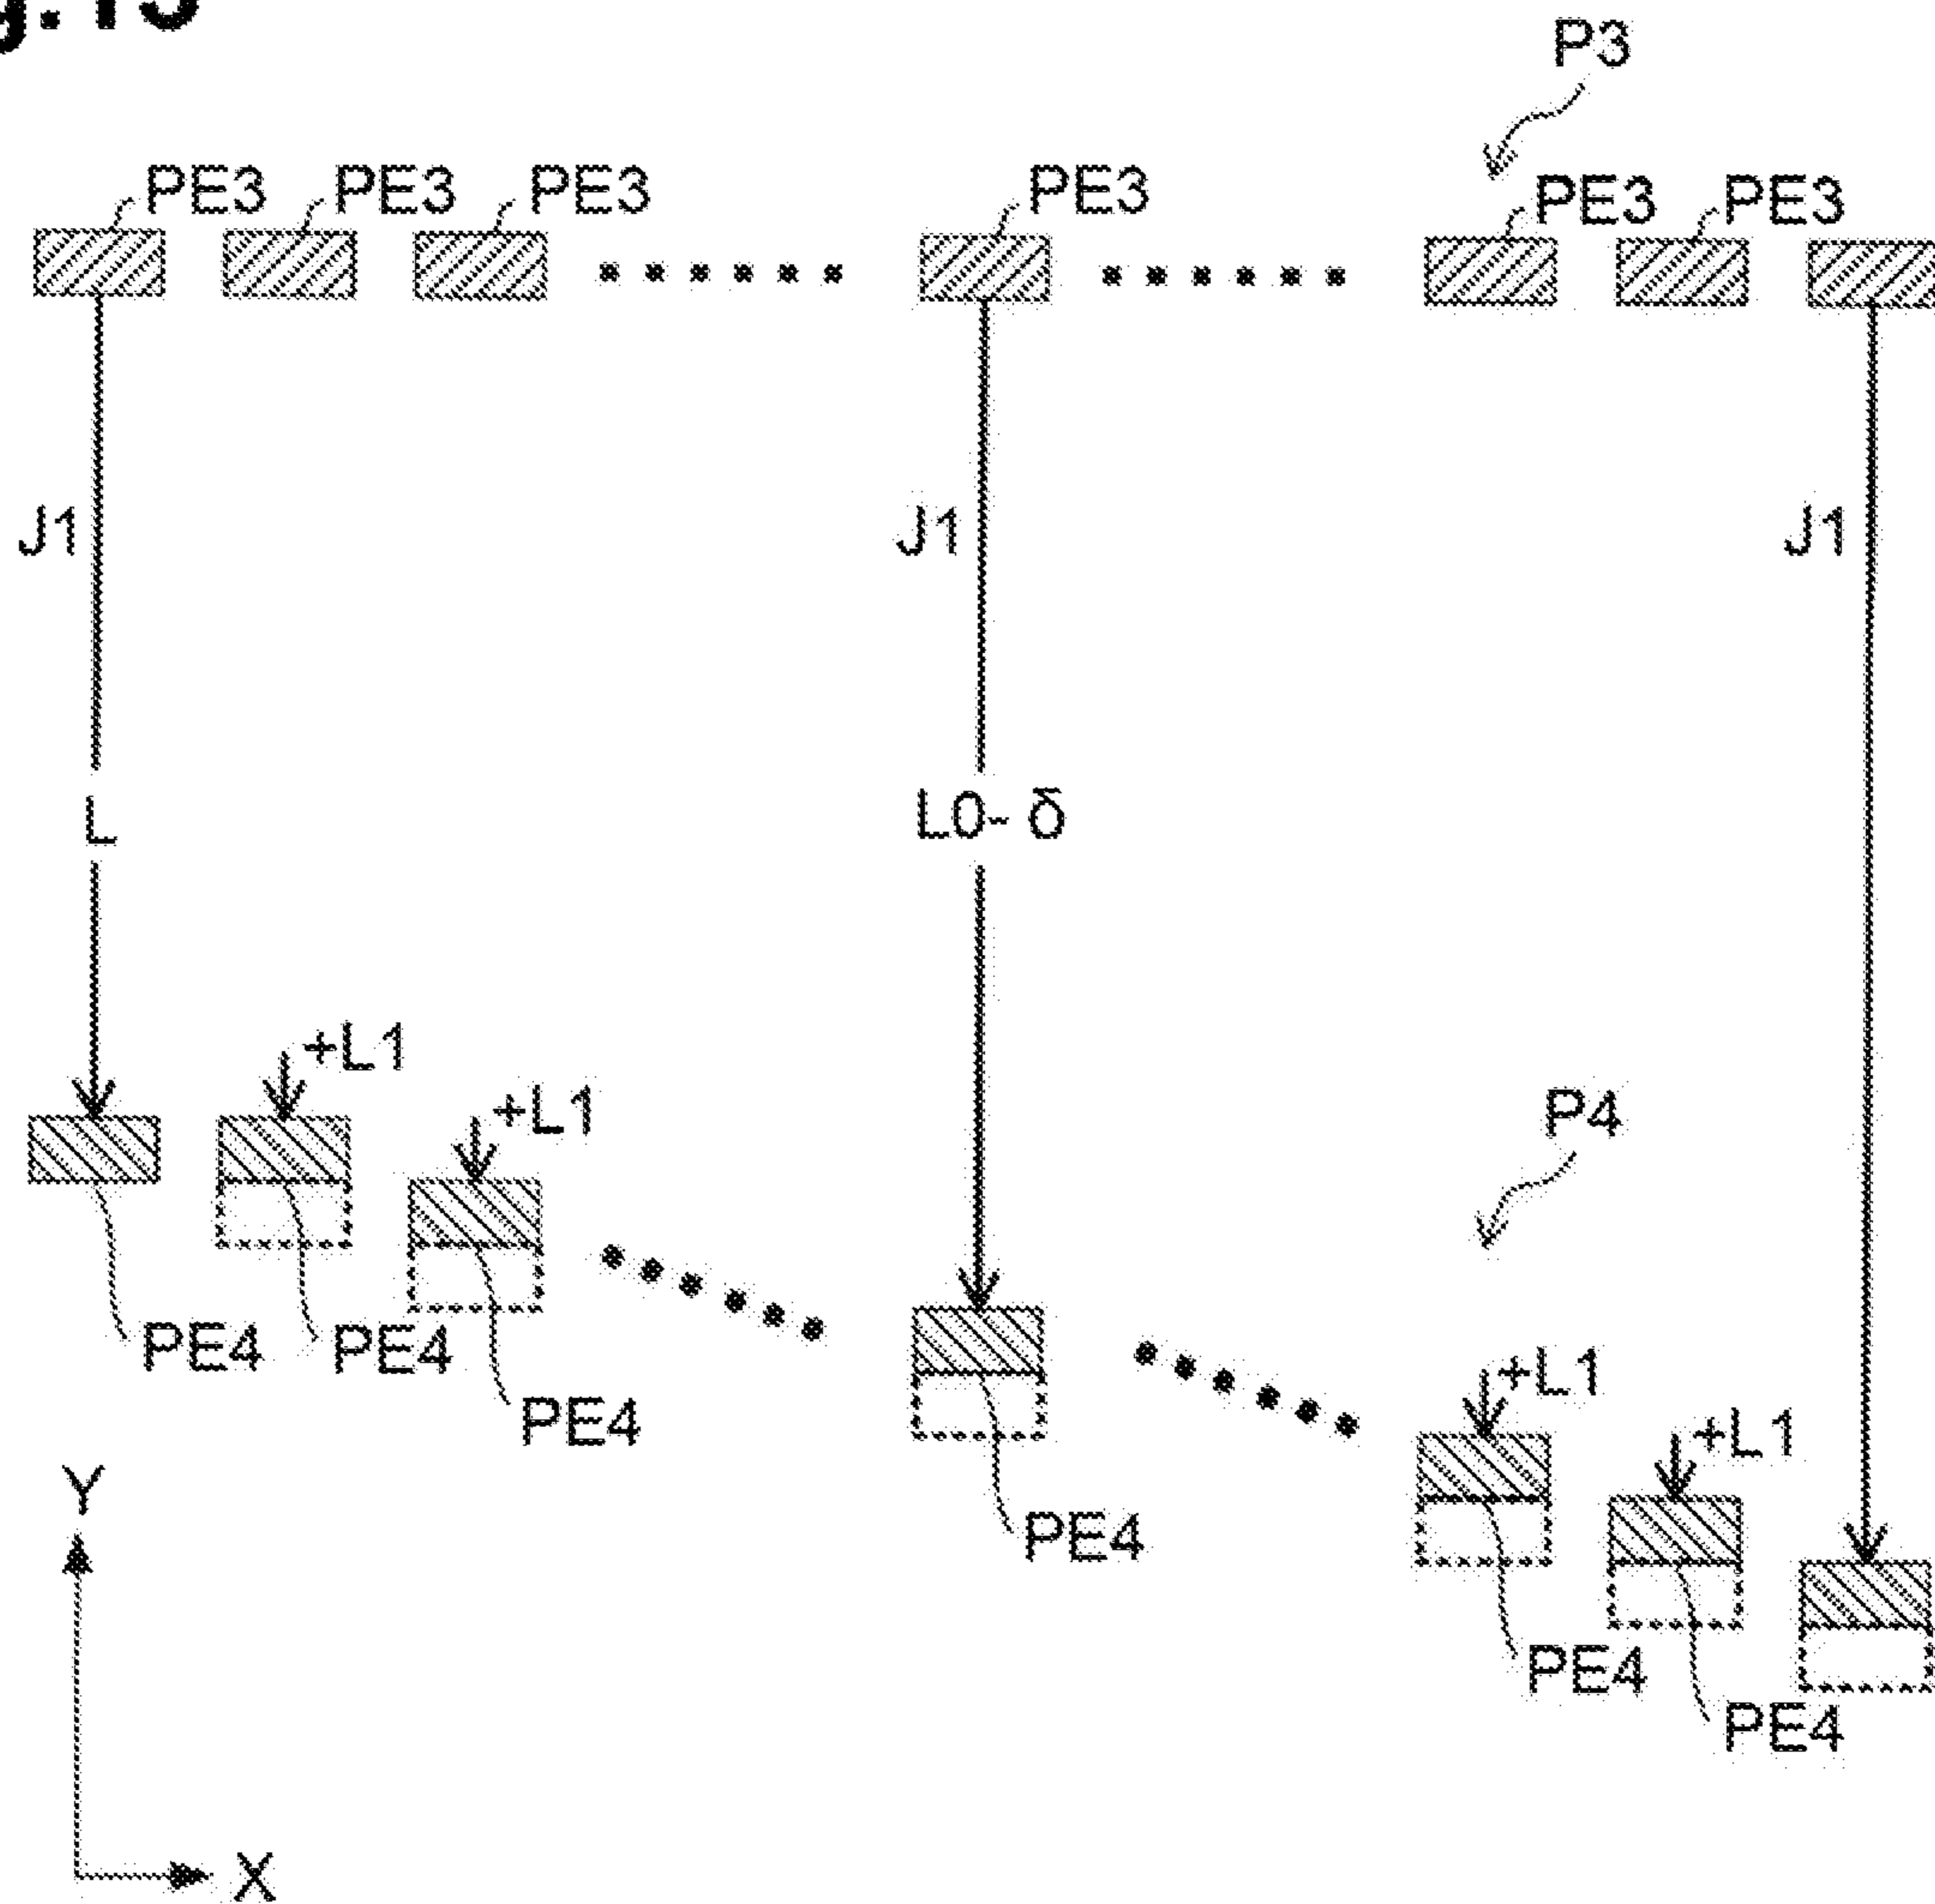 g.15
P3
PE3 PE3 PE3 PE3 PE3 PE3
J1 J1 J1
L L0- δ
+L1
+L1
P4
PE4 PE4
+L1
PE4
+L1
Y
PE4
PE4
PE4
X